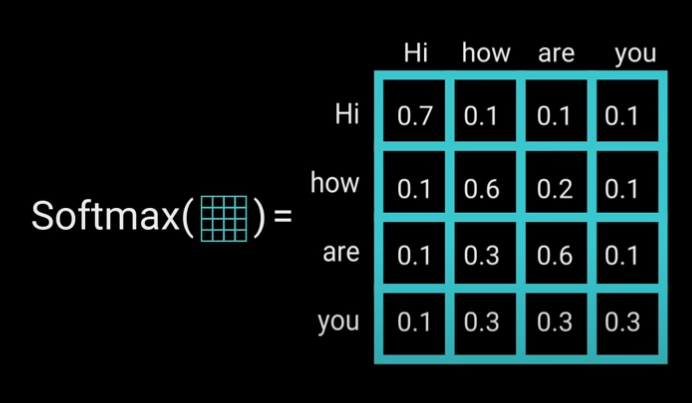 Hi how are you
Hi 0.7 0.1 0.1 0.1
how 0.1 0.6 0.2 0.1
Softmax( ) =
are 0.1 0.3 0.6 0.1
you 0.1 0.3 0.3 0.3